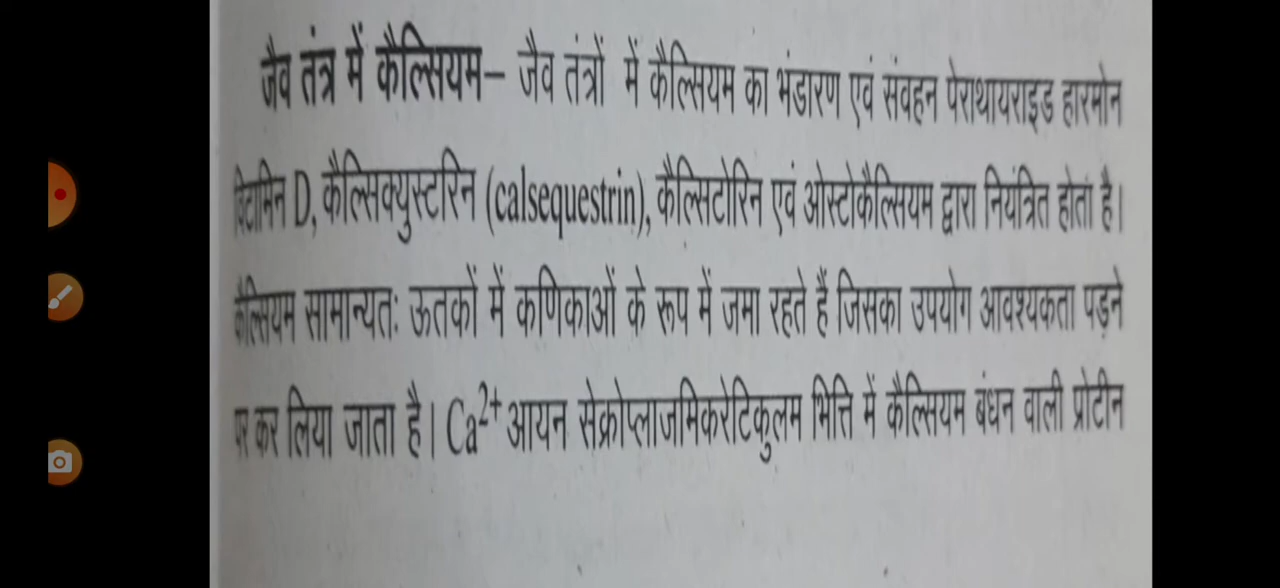 जैव तंत्र में कैल्सियम– जैव तंत्रों में कैल्सियम का भंडारण एवं संवहन पेराथायराइड हारमोन
विटामिन D, कैल्सिक्युस्टरिन (calsequestrin), कैल्सिटोरिन एवं ओस्टोकैल्सियम द्वारा नियंत्रित होता है।
कैल्सियम सामान्यतः ऊतकों में कणिकाओं के रूप में जमा रहते हैं जिसका उपयोग आवश्यकता पड़ने
पर कर लिया जाता है। Ca²⁺ आयन सेक्रोप्लाजमिकरेटिकुलम भित्ति में कैल्सियम बंधन वाली प्रोटीन